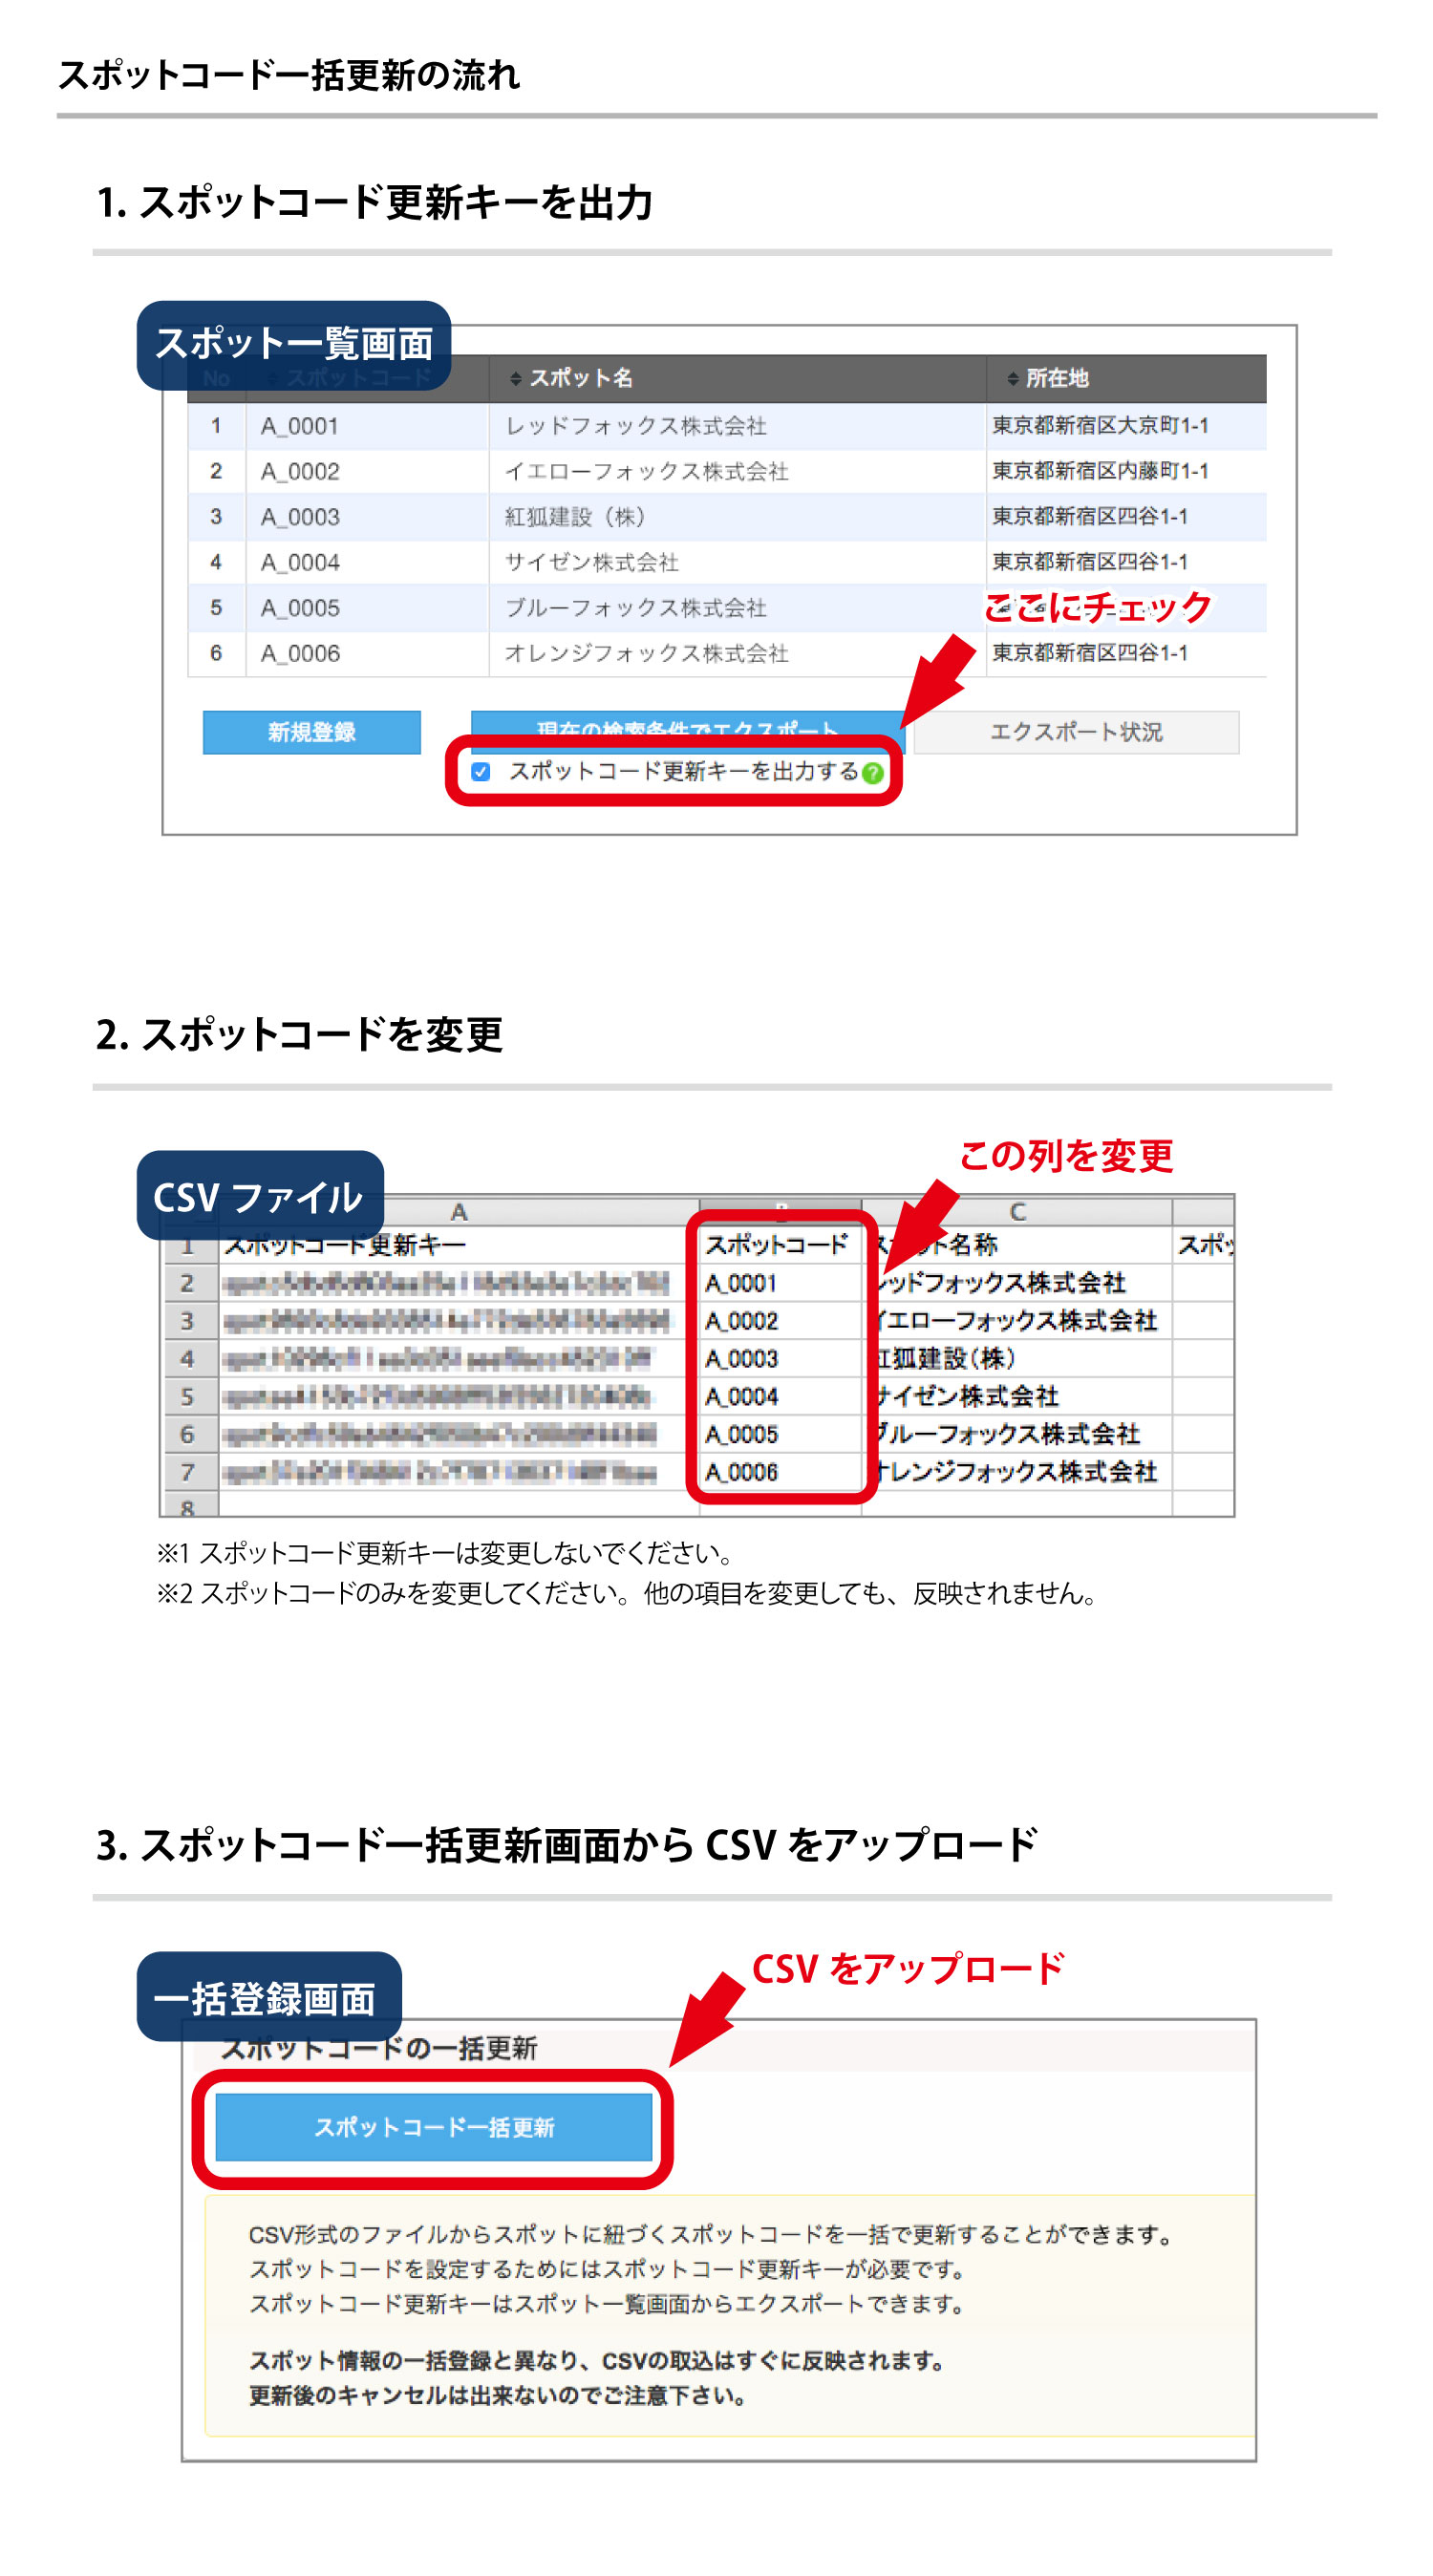 スポットコード一括更新の流れ
1. スポットコード更新キーを出力
スポット一覧画面
No スポットコード スポット名 所在地
1 A_0001 レッドフォックス株式会社 東京都新宿区大京町1-1
2 A_0002 イエローフォックス株式会社 東京都新宿区内藤町1-1
3 A_0003 紅狐建設（株） 東京都新宿区四谷1-1
4 A_0004 サイゼン株式会社 東京都新宿区四谷1-1
5 A_0005 ブルーフォックス株式会社
ここにチェック
6 A_0006 オレンジフォックス株式会社 東京都新宿区四谷1-1
新規登録 現在の検索条件でエクスポート エクスポート状況
スポットコード更新キーを出力する ?
2. スポットコードを変更
この列を変更
CSV ファイル
A C
1 スポットコード更新キー スポットコード スポット名称 スポッ
2 A_0001 レッドフォックス株式会社
3 A_0002 イエローフォックス株式会社
4 A_0003 紅狐建設（株）
5 A_0004 サイゼン株式会社
6 A_0005 ブルーフォックス株式会社
7 A_0006 オレンジフォックス株式会社
8
※1 スポットコード更新キーは変更しないでください。
※2 スポットコードのみを変更してください。他の項目を変更しても、反映されません。
3. スポットコード一括更新画面から CSV をアップロード
CSV をアップロード
一括登録画面
スポットコードの一括更新
スポットコード一括更新
CSV形式のファイルからスポットに紐づくスポットコードを一括で更新することができます。
スポットコードを設定するためにはスポットコード更新キーが必要です。
スポットコード更新キーはスポット一覧画面からエクスポートできます。
スポット情報の一括登録と異なり、CSVの取込はすぐに反映されます。
更新後のキャンセルは出来ないのでご注意下さい。